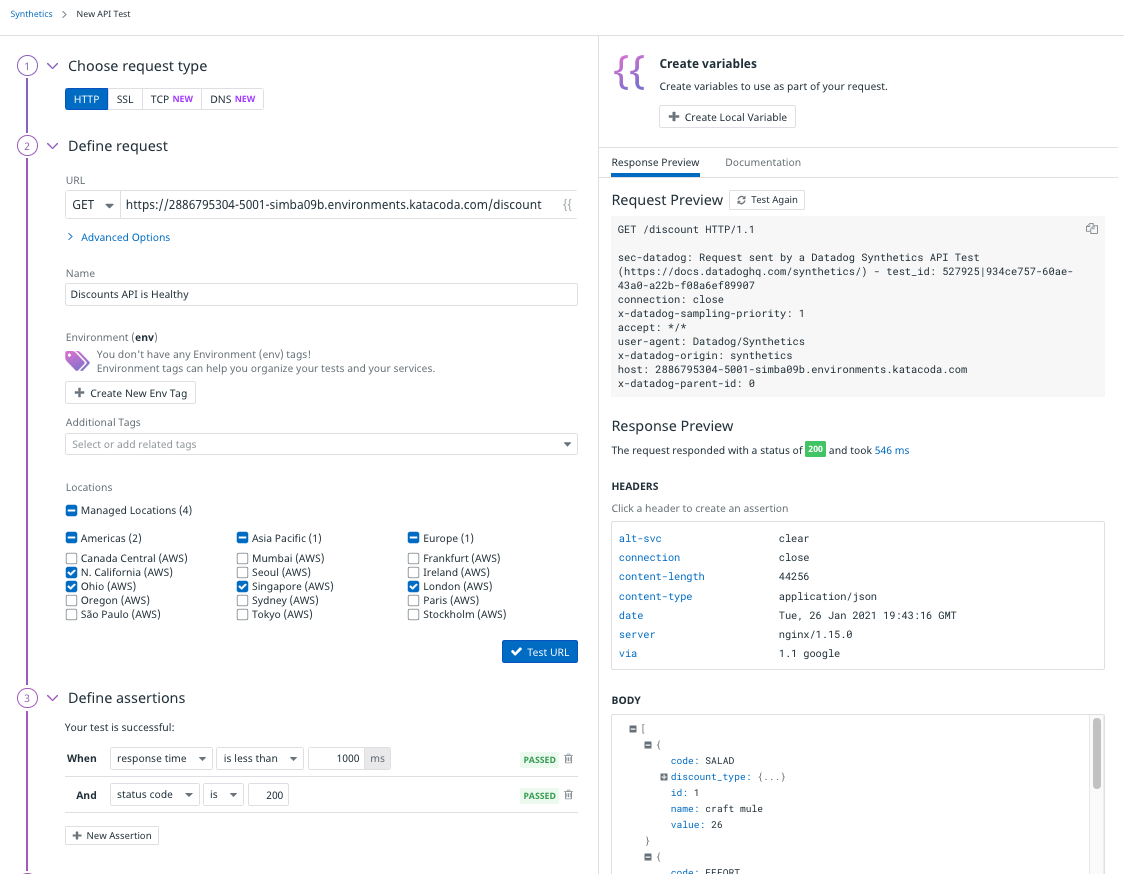 Synthetics > New API Test
1 Choose request type
HTTP SSL TCP NEW DNS NEW
2 Define request
URL
GET https://2886795304-5001-simba09b.environments.katacoda.com/discount {{
> Advanced Options
Name
Discounts API is Healthy
Environment (env)
You don't have any Environment (env) tags!
Environment tags can help you organize your tests and your services.
+ Create New Env Tag
Additional Tags
Select or add related tags
Locations
Managed Locations (4)
Americas (2) Asia Pacific (1) Europe (1)
Canada Central (AWS) Mumbai (AWS) Frankfurt (AWS)
N. California (AWS) Seoul (AWS) Ireland (AWS)
Ohio (AWS) Singapore (AWS) London (AWS)
Oregon (AWS) Sydney (AWS) Paris (AWS)
São Paulo (AWS) Tokyo (AWS) Stockholm (AWS)
Test URL
3 Define assertions
Your test is successful:
When response time is less than 1000 ms PASSED
And status code is 200 PASSED
+ New Assertion
{{ Create variables
Create variables to use as part of your request.
+ Create Local Variable
Response Preview Documentation
Request Preview Test Again
GET /discount HTTP/1.1
sec-datadog: Request sent by a Datadog Synthetics API Test
(https://docs.datadoghq.com/synthetics/) - test_id: 527925|934ce757-60ae-
43a0-a22b-f08a6ef89907
connection: close
x-datadog-sampling-priority: 1
accept: */*
user-agent: Datadog/Synthetics
x-datadog-origin: synthetics
host: 2886795304-5001-simba09b.environments.katacoda.com
x-datadog-parent-id: 0
Response Preview
The request responded with a status of 200 and took 546 ms
HEADERS
Click a header to create an assertion
alt-svc clear
connection close
content-length 44256
content-type application/json
date Tue, 26 Jan 2021 19:43:16 GMT
server nginx/1.15.0
via 1.1 google
BODY
[
{
code: SALAD
discount_type: {...}
id: 1
name: craft mule
value: 26
}
{
code: EFFORT